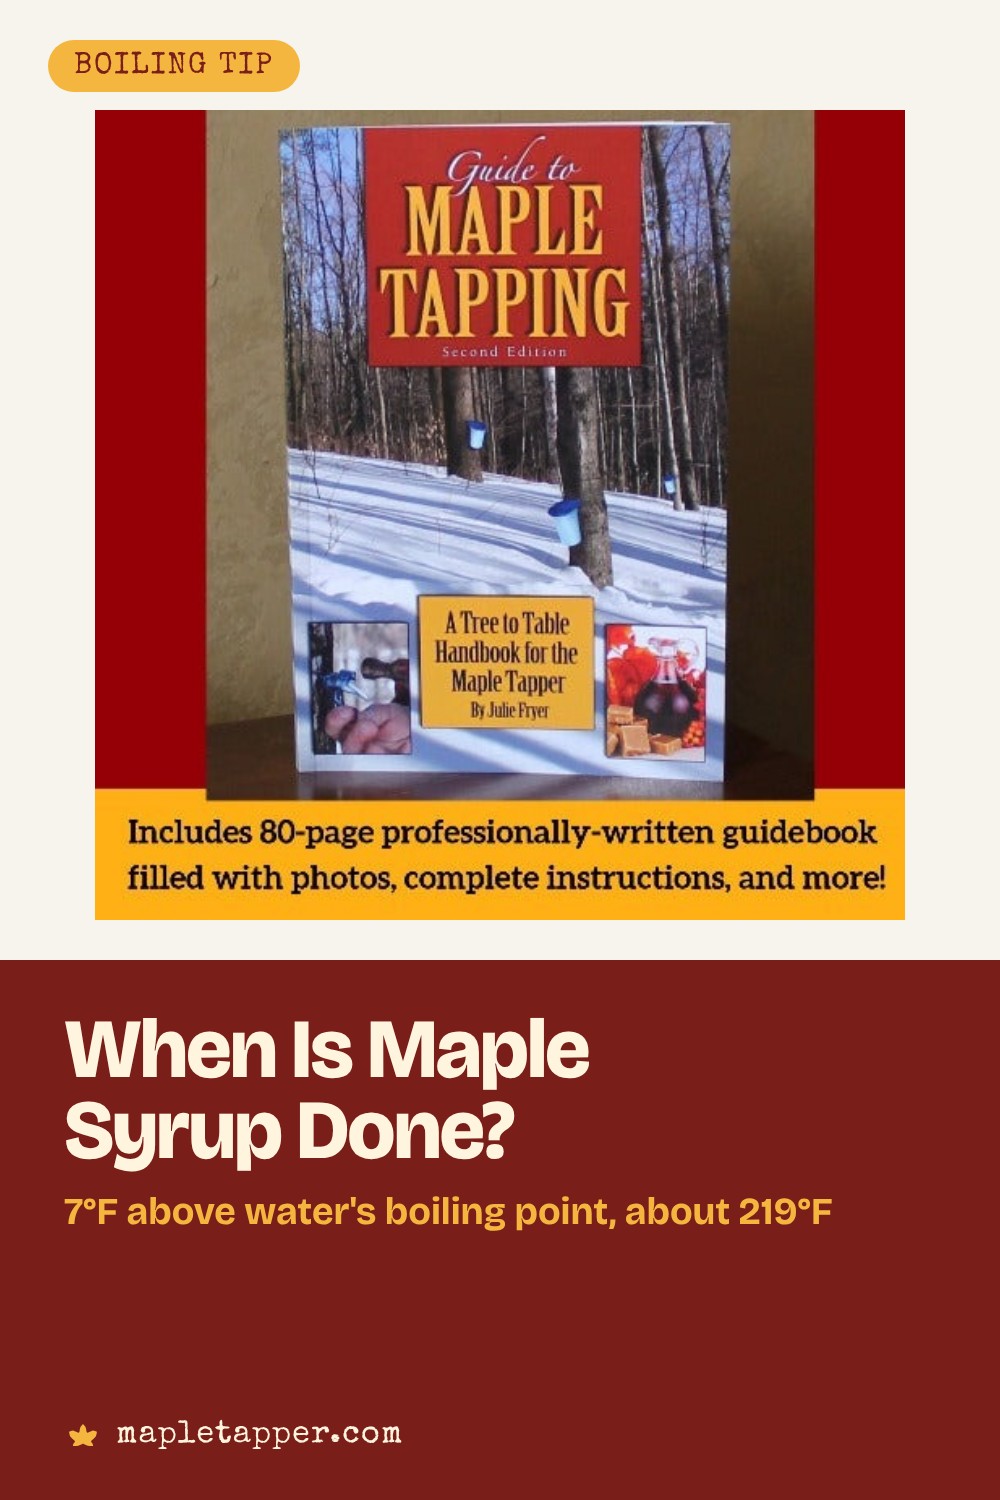 BOILING TIP
Guide to
MAPLE
TAPPING
Second Edition
A Tree to Table
Handbook for the
Maple Tapper
By Julie Fryer
Includes 80-page professionally-written guidebook
filled with photos, complete instructions, and more!
When Is Maple
Syrup Done?
7°F above water's boiling point, about 219°F
mapletapper.com